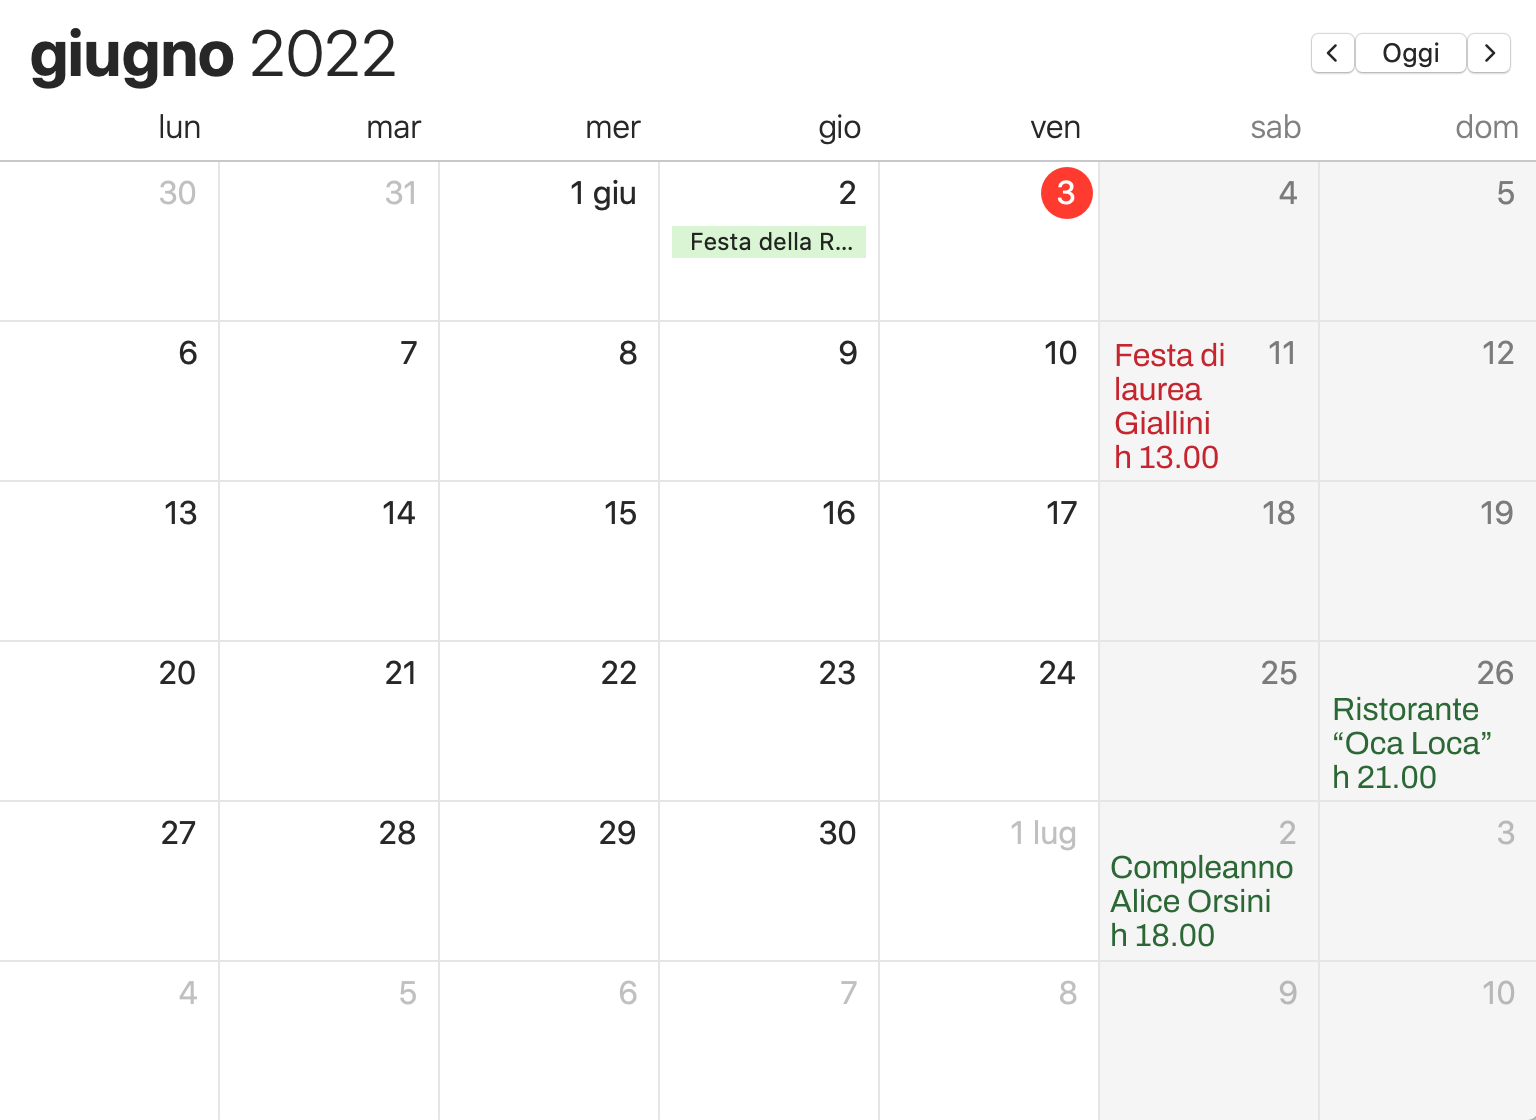 giugno 2022
Oggi
lun mar mer gio ven sab dom
30 31 1 giu 2 3 4 5
Festa della R...
6 7 8 9 10 11 12
Festa di
laurea
Giallini
h 13.00
13 14 15 16 17 18 19
20 21 22 23 24 25 26
Ristorante
“Oca Loca”
h 21.00
27 28 29 30 1 lug 2 3
Compleanno
Alice Orsini
h 18.00
4 5 6 7 8 9 10